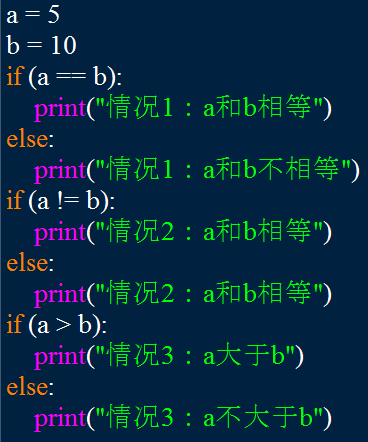 a = 5
b = 10
if (a == b):
    print("情况1：a和b相等")
else:
    print("情况1：a和b不相等")
if (a != b):
    print("情况2：a和b不相等")
else:
    print("情况2：a和b相等")
if (a > b):
    print("情况3：a大于b")
else:
    print("情况3：a不大于b")